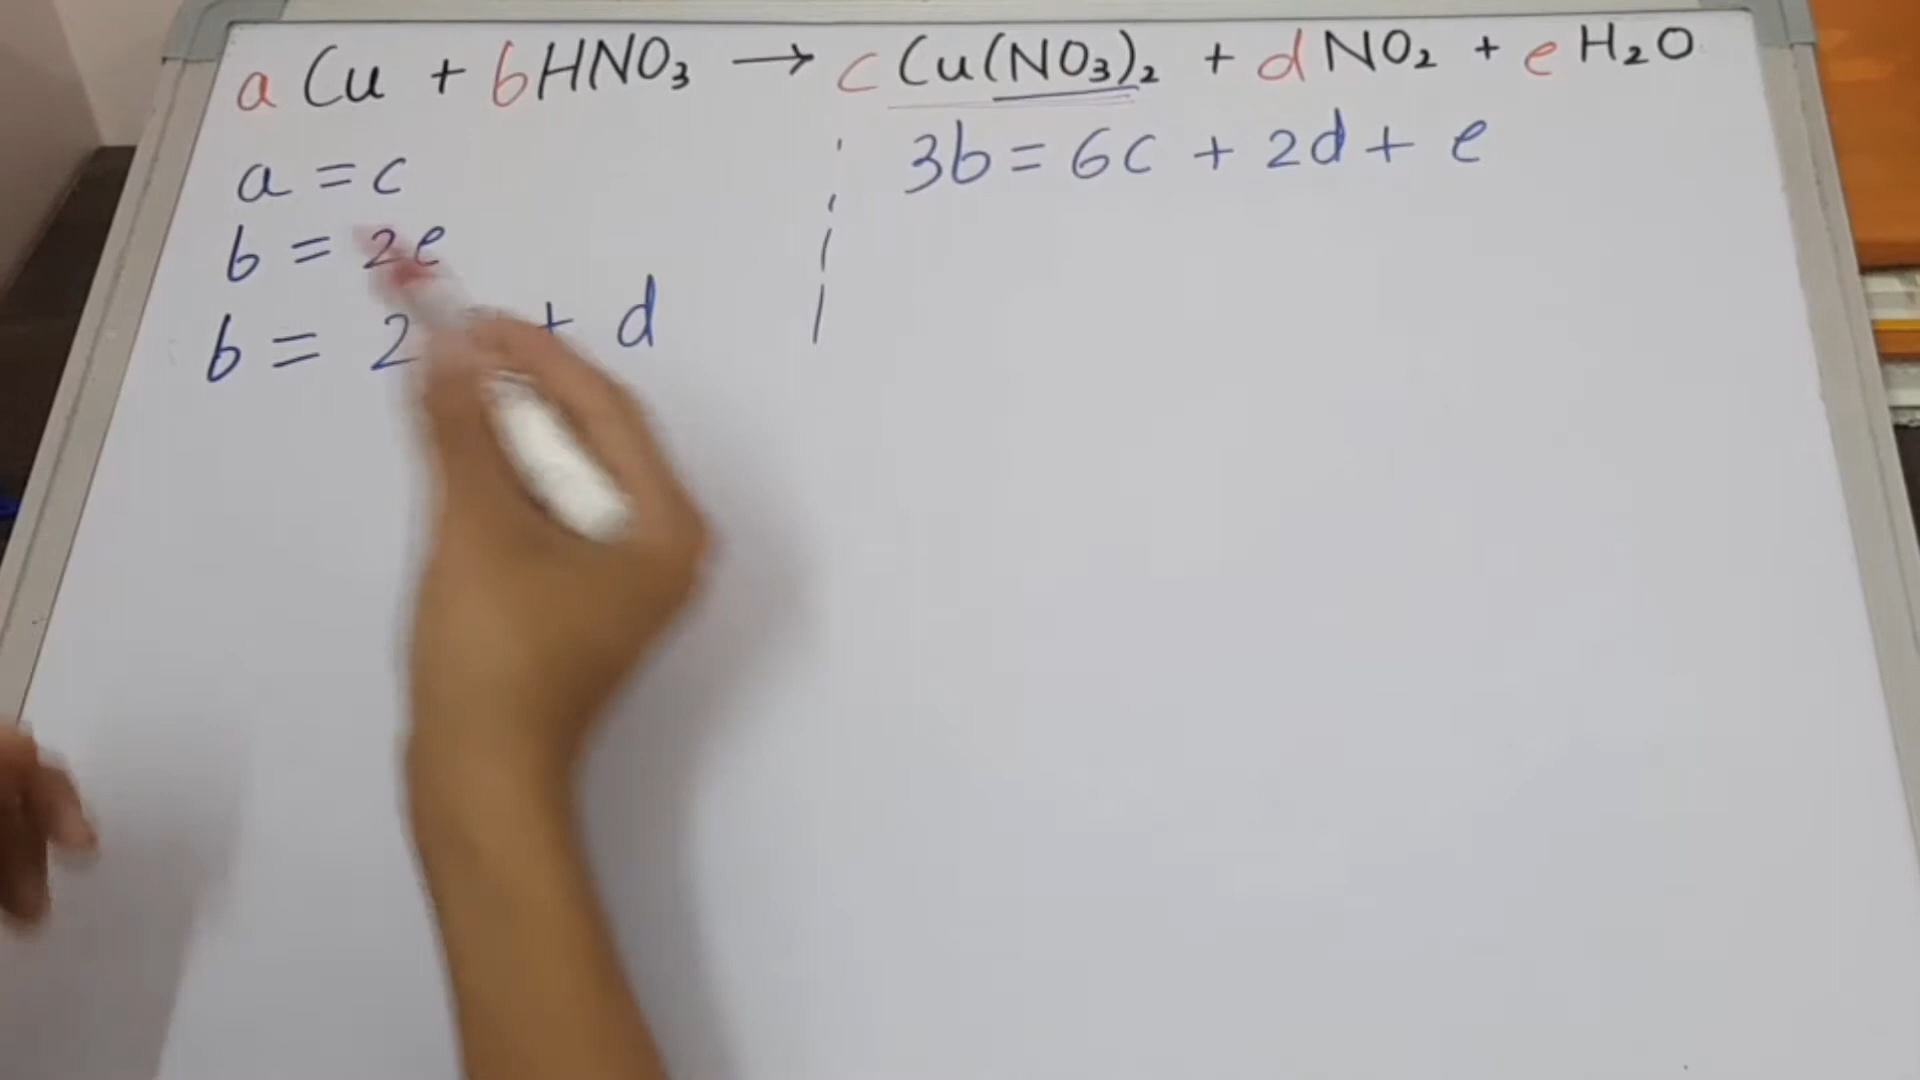 a Cu + b HNO₃ → c Cu(NO₃)₂ + d NO₂ + e H₂O
a = c
b = 2e
b = 2 + d
3b = 6c + 2d + e